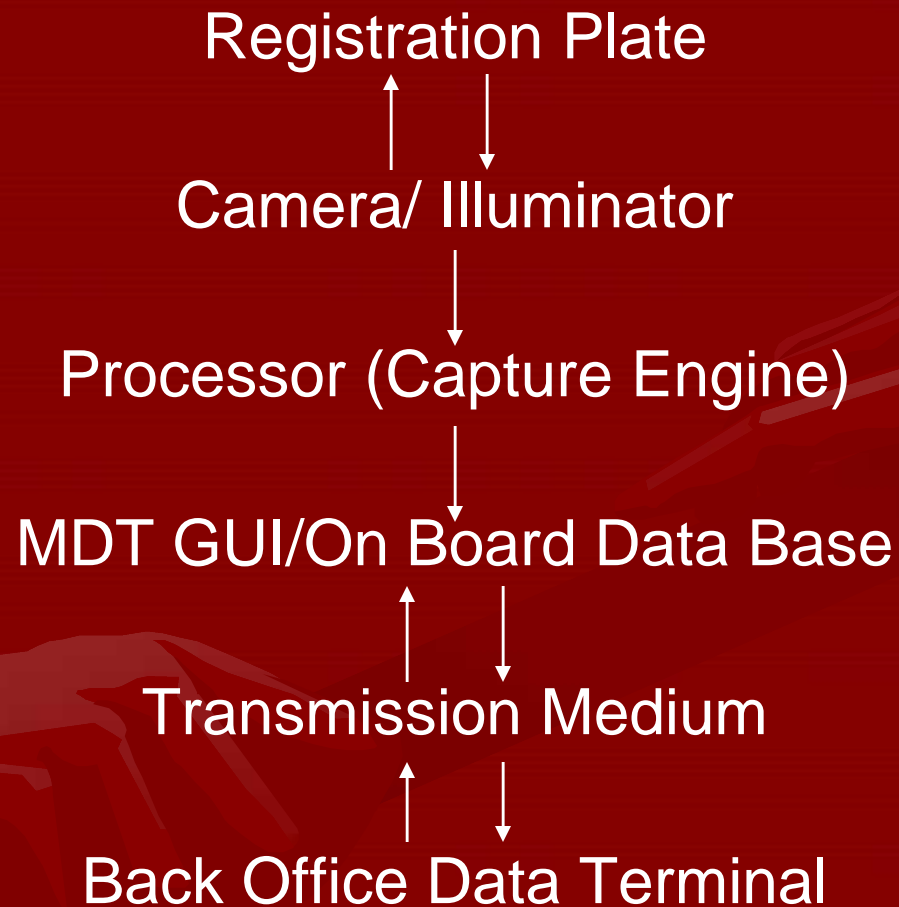 Registration Plate
Camera/ Illuminator
Processor (Capture Engine)
MDT GUI/On Board Data Base
Transmission Medium
Back Office Data Terminal